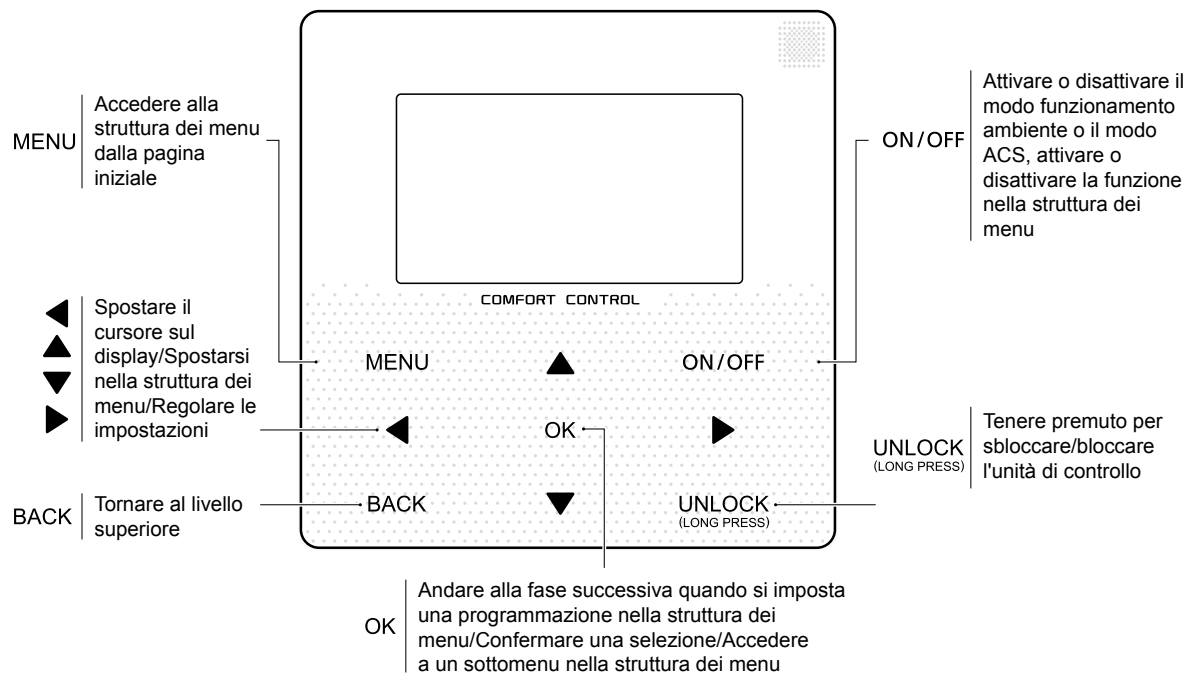 MENU
Accedere alla
struttura dei menu
dalla pagina
iniziale
Spostare il
cursore sul
display/Spostarsi
nella struttura dei
menu/Regolare le
impostazioni
BACK
Tornare al livello
superiore
COMFORT CONTROL
MENU
ON/OFF
OK
BACK
UNLOCK
(LONG PRESS)
ON/OFF
Attivare o disattivare il
modo funzionamento
ambiente o il modo
ACS, attivare o
disattivare la funzione
nella struttura dei
menu
UNLOCK
(LONG PRESS)
Tenere premuto per
sbloccare/bloccare
l'unità di controllo
OK
Andare alla fase successiva quando si imposta
una programmazione nella struttura dei
menu/Confermare una selezione/Accedere
a un sottomenu nella struttura dei menu